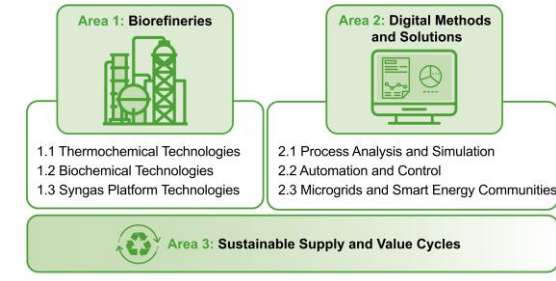 Area 1: Biorefineries
1.1 Thermochemical Technologies
1.2 Biochemical Technologies
1.3 Syngas Platform Technologies
Area 2: Digital Methods
and Solutions
2.1 Process Analysis and Simulation
2.2 Automation and Control
2.3 Microgrids and Smart Energy Communities
Area 3: Sustainable Supply and Value Cycles